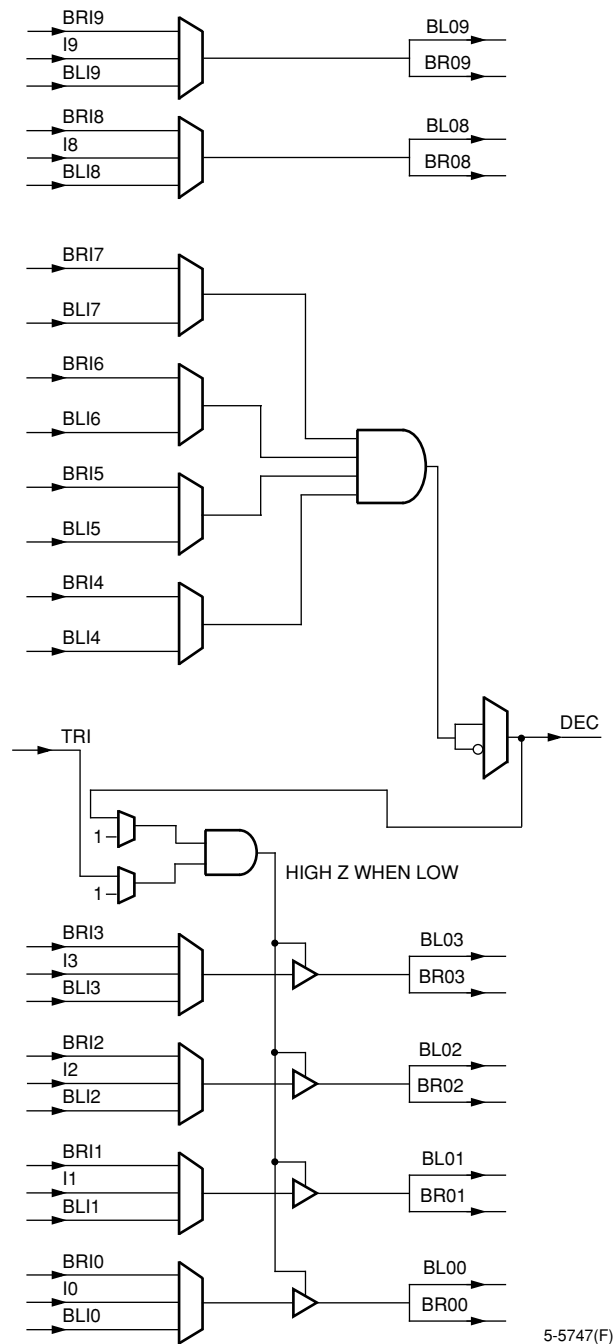 BRI9
I9
BLI9
BL09
BR09
BRI8
I8
BLI8
BL08
BR08
BRI7
BLI7
BRI6
BLI6
BRI5
BLI5
BRI4
BLI4
DEC
TRI
1
1
HIGH Z WHEN LOW
BRI3
I3
BLI3
BL03
BR03
BRI2
I2
BLI2
BL02
BR02
BRI1
I1
BLI1
BL01
BR01
BRI0
I0
BLI0
BL00
BR00
5-5747(F)